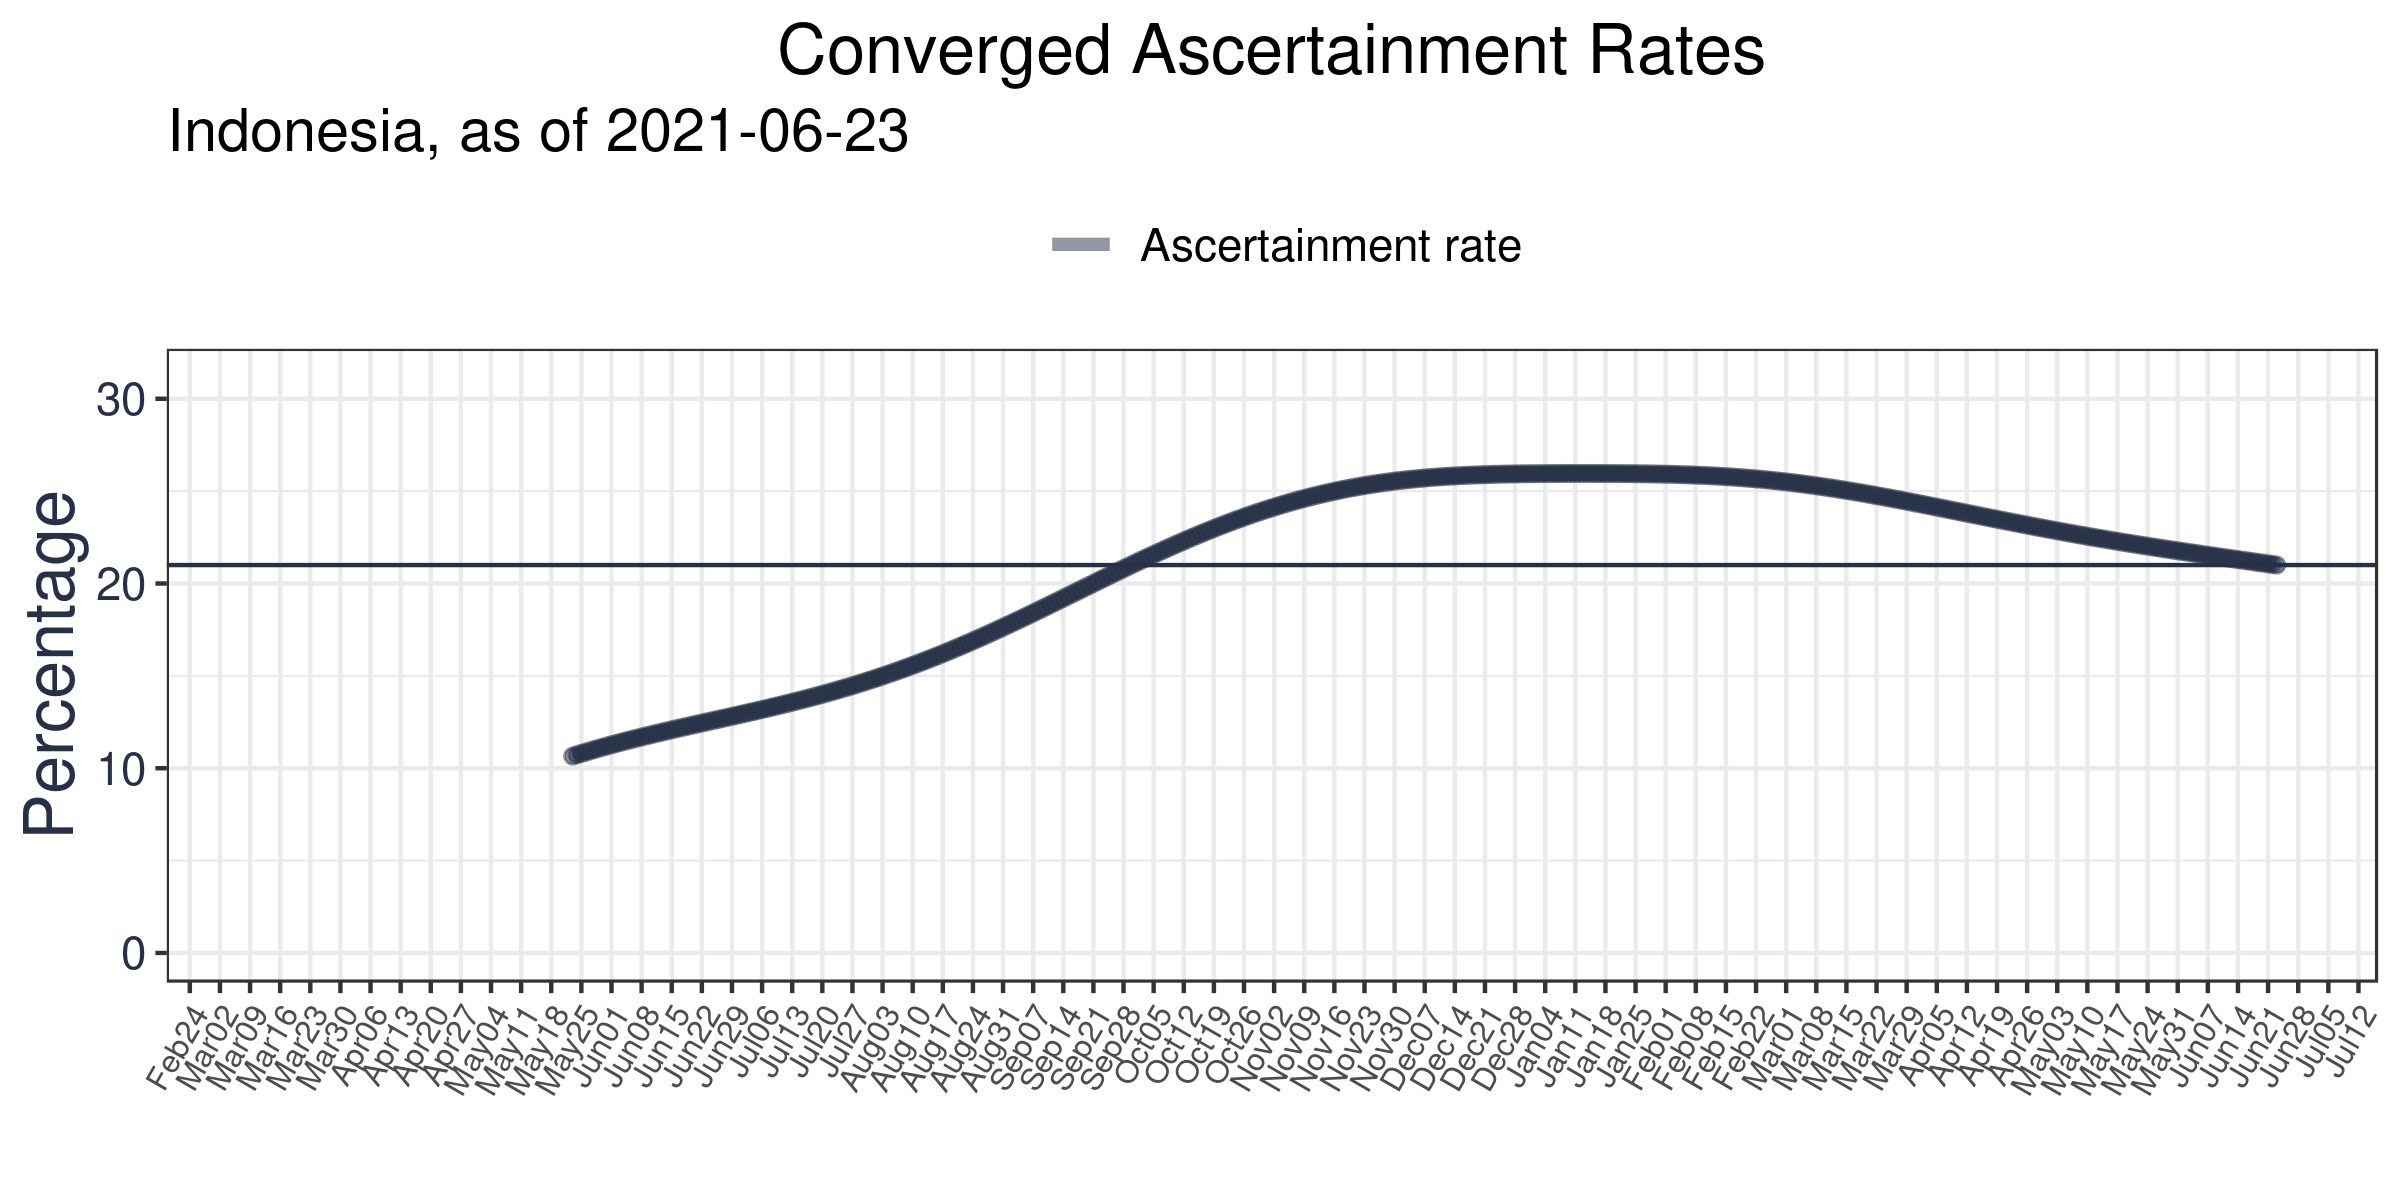 Converged Ascertainment Rates
Indonesia, as of 2021-06-23
Ascertainment rate
Percentage
30
20
10
0
Feb24 Mar02 Mar09 Mar16 Mar23 Mar30 Apr06 Apr13 Apr20 Apr27 May04 May11 May18 May25 Jun01 Jun08 Jun15 Jun22 Jun29 Jul06 Jul13 Jul20 Jul27 Aug03 Aug10 Aug17 Aug24 Aug31 Sep07 Sep14 Sep21 Sep28 Oct05 Oct12 Oct19 Oct26 Nov02 Nov09 Nov16 Nov23 Nov30 Dec07 Dec14 Dec21 Dec28 Jan04 Jan11 Jan18 Jan25 Feb01 Feb08 Feb15 Feb22 Mar01 Mar08 Mar15 Mar22 Mar29 Apr05 Apr12 Apr19 Apr26 May03 May10 May17 May24 May31 May07 Jun07 Jun14 Jun21 Jun28 Jul05 Jul12